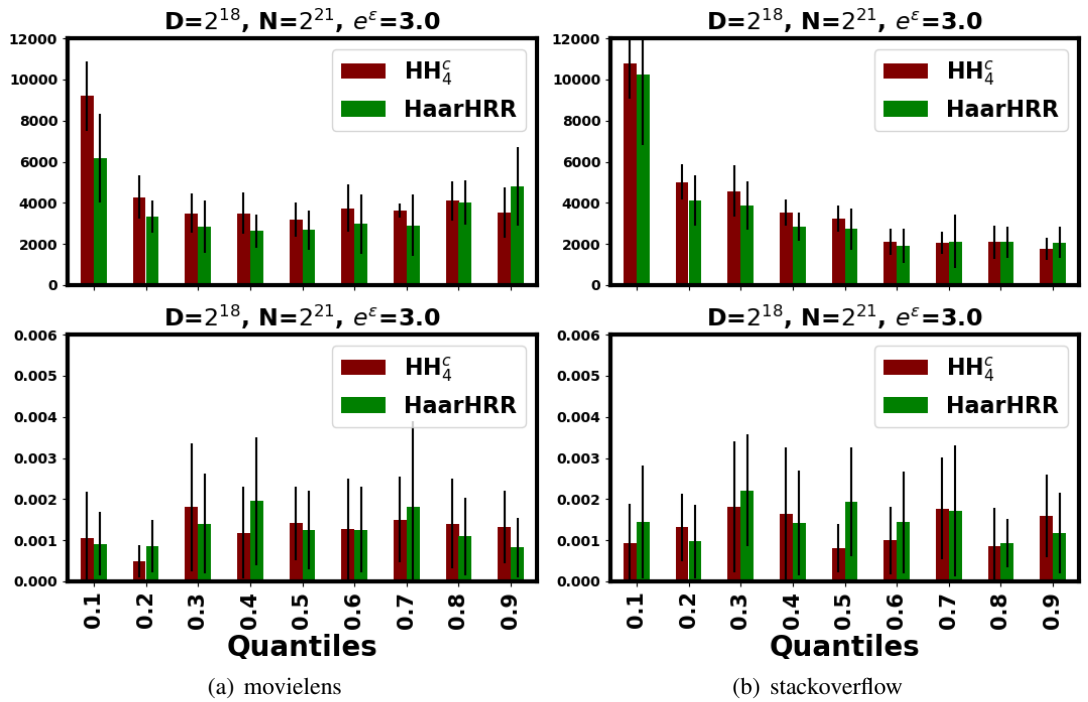 D=2^18, N=2^21, e^ε=3.0
12000
10000
8000
6000
4000
2000
0
HH_4^c
HaarHRR
D=2^18, N=2^21, e^ε=3.0
12000
10000
8000
6000
4000
2000
0
HH_4^c
HaarHRR
D=2^18, N=2^21, e^ε=3.0
0.006
0.005
0.004
0.003
0.002
0.001
0.000
HH_4^c
HaarHRR
0.1 0.2 0.3 0.4 0.5 0.6 0.7 0.8 0.9
Quantiles
(a) movielens
D=2^18, N=2^21, e^ε=3.0
0.006
0.005
0.004
0.003
0.002
0.001
0.000
HH_4^c
HaarHRR
0.1 0.2 0.3 0.4 0.5 0.6 0.7 0.8 0.9
Quantiles
(b) stackoverflow